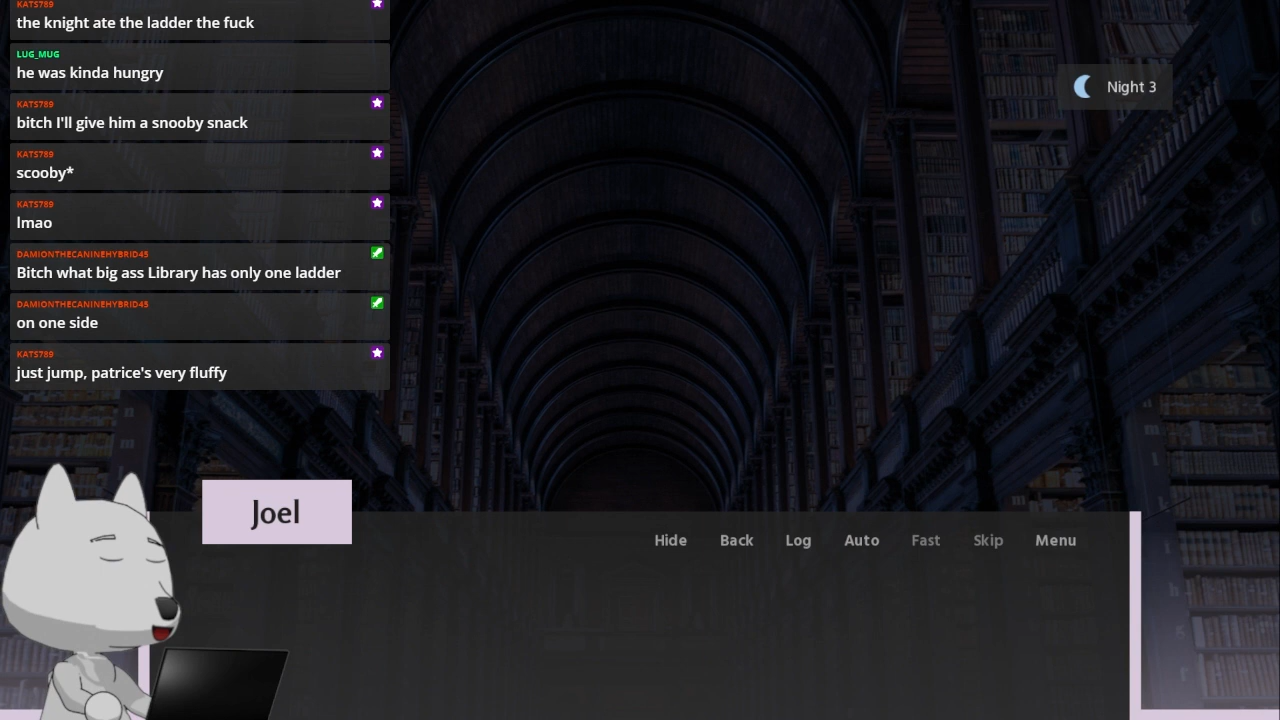 KATS789
the knight ate the ladder the fuck
LUG_MUG
he was kinda hungry
KATS789
bitch I'll give him a snooby snack
KATS789
scooby*
KATS789
lmao
DAMIONTHECANINEHYBRID45
Bitch what big ass Library has only one ladder
DAMIONTHECANINEHYBRID45
on one side
KATS789
just jump, patrice's very fluffy
Night 3
Joel
Hide Back Log Auto Fast Skip Menu